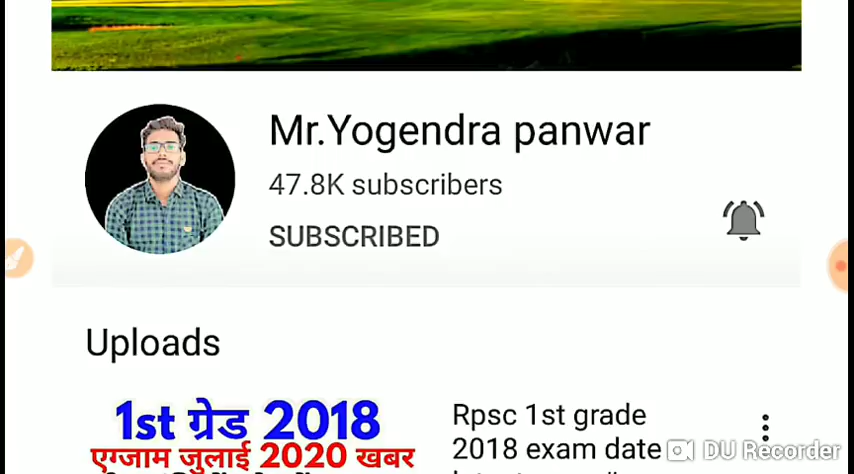 Mr.Yogendra panwar
47.8K subscribers
SUBSCRIBED
Uploads
1st ग्रेड 2018
एग्जाम जुलाई 2020 खबर
Rpsc 1st grade
2018 exam date
DU Recorder